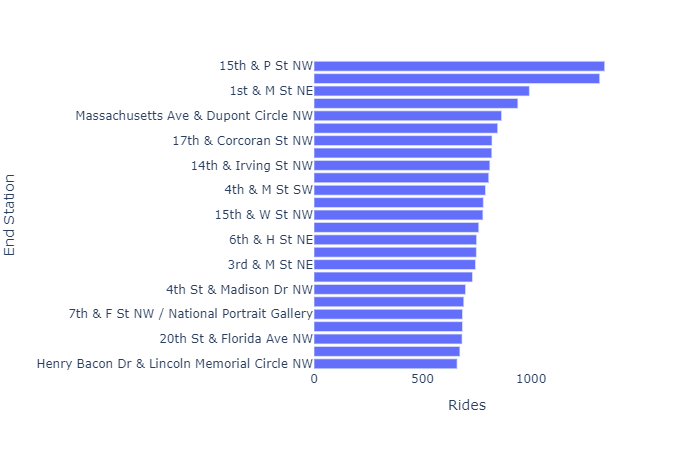 15th & P St NW
1st & M St NE
Massachusetts Ave & Dupont Circle NW
17th & Corcoran St NW
14th & Irving St NW
4th & M St SW
15th & W St NW
6th & H St NE
3rd & M St NE
4th St & Madison Dr NW
7th & F St NW / National Portrait Gallery
20th St & Florida Ave NW
Henry Bacon Dr & Lincoln Memorial Circle NW
End Station
0 500 1000
Rides